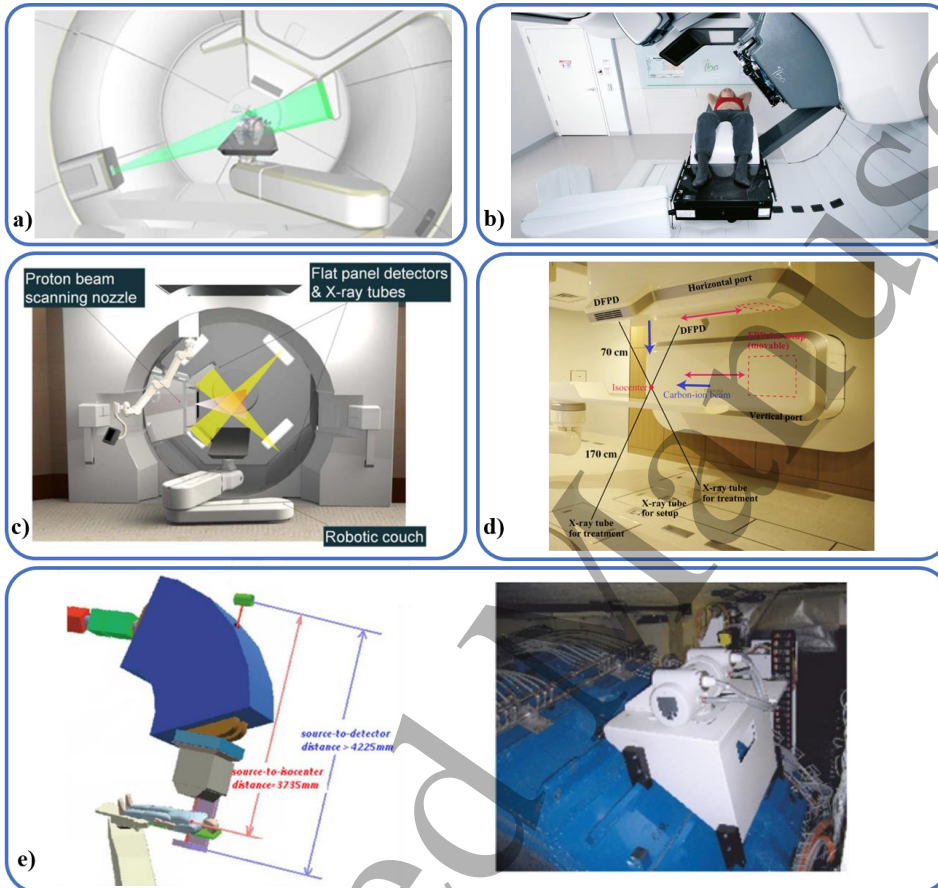 a)
b)
iba
Proton beam
scanning nozzle
Flat panel detectors
& X-ray tubes
Robotic couch
c)
Horizontal port
DFPD
DFPD
70 cm
(movable)
Isocenter
Carbon-ion beam
Vertical port
170 cm
X-ray tube
for treatment
X-ray tube
for setup
X-ray tube
for treatment
d)
source-to-detector
distance > 4225mm
source-to-isocenter
distance=3735mm
e)